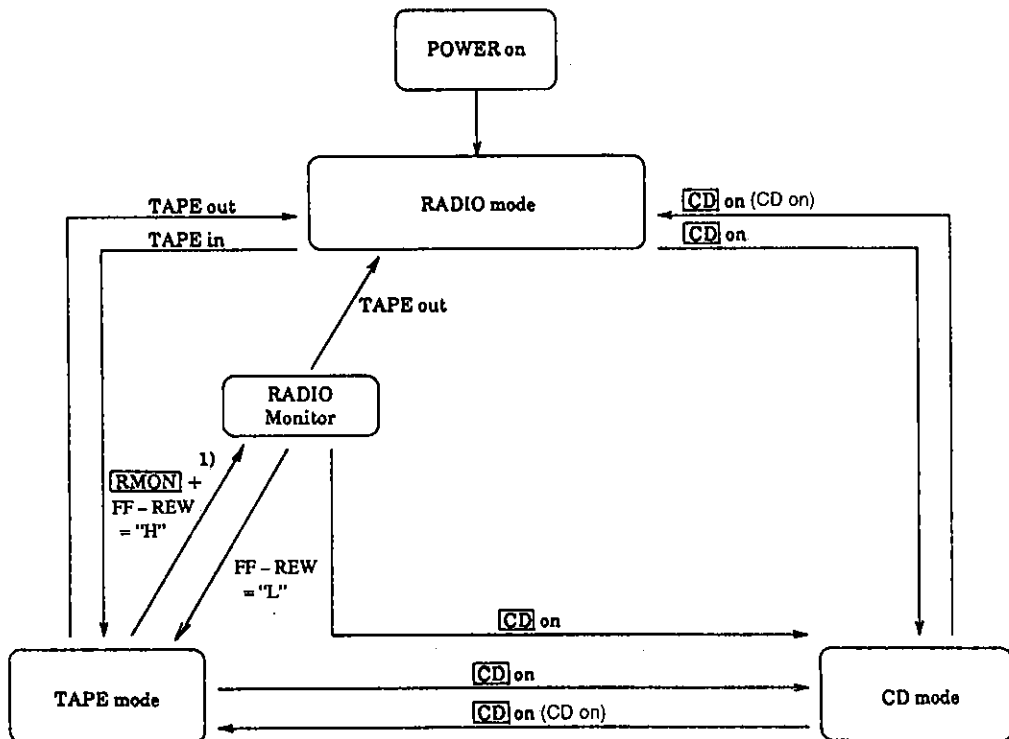 POWER on
RADIO mode
TAPE out
TAPE in
CD on (CD on)
CD on
TAPE out
RADIO
Monitor
1)
RMON +
FF – REW
= "H"
FF – REW
= "L"
CD on
TAPE mode
CD on
CD on (CD on)
CD mode